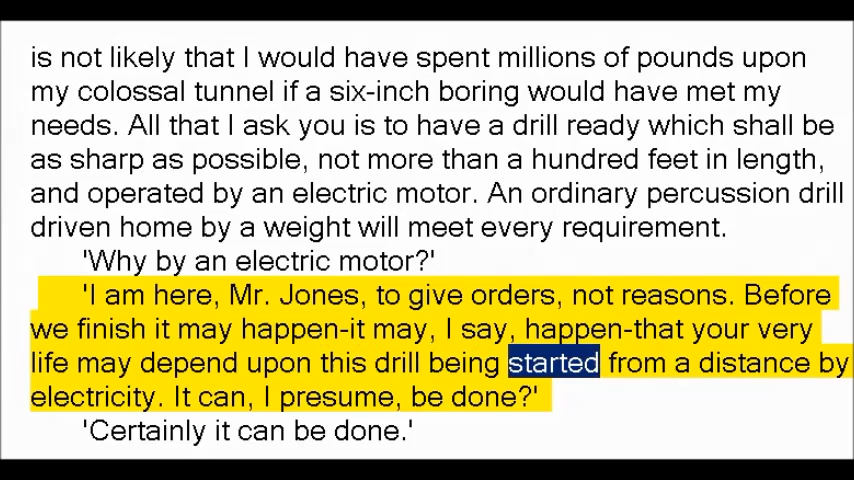 is not likely that I would have spent millions of pounds upon
my colossal tunnel if a six-inch boring would have met my
needs. All that I ask you is to have a drill ready which shall be
as sharp as possible, not more than a hundred feet in length,
and operated by an electric motor. An ordinary percussion drill
driven home by a weight will meet every requirement.
'Why by an electric motor?'
'I am here, Mr. Jones, to give orders, not reasons. Before
we finish it may happen-it may, I say, happen-that your very
life may depend upon this drill being started from a distance by
electricity. It can, I presume, be done?'
'Certainly it can be done.'